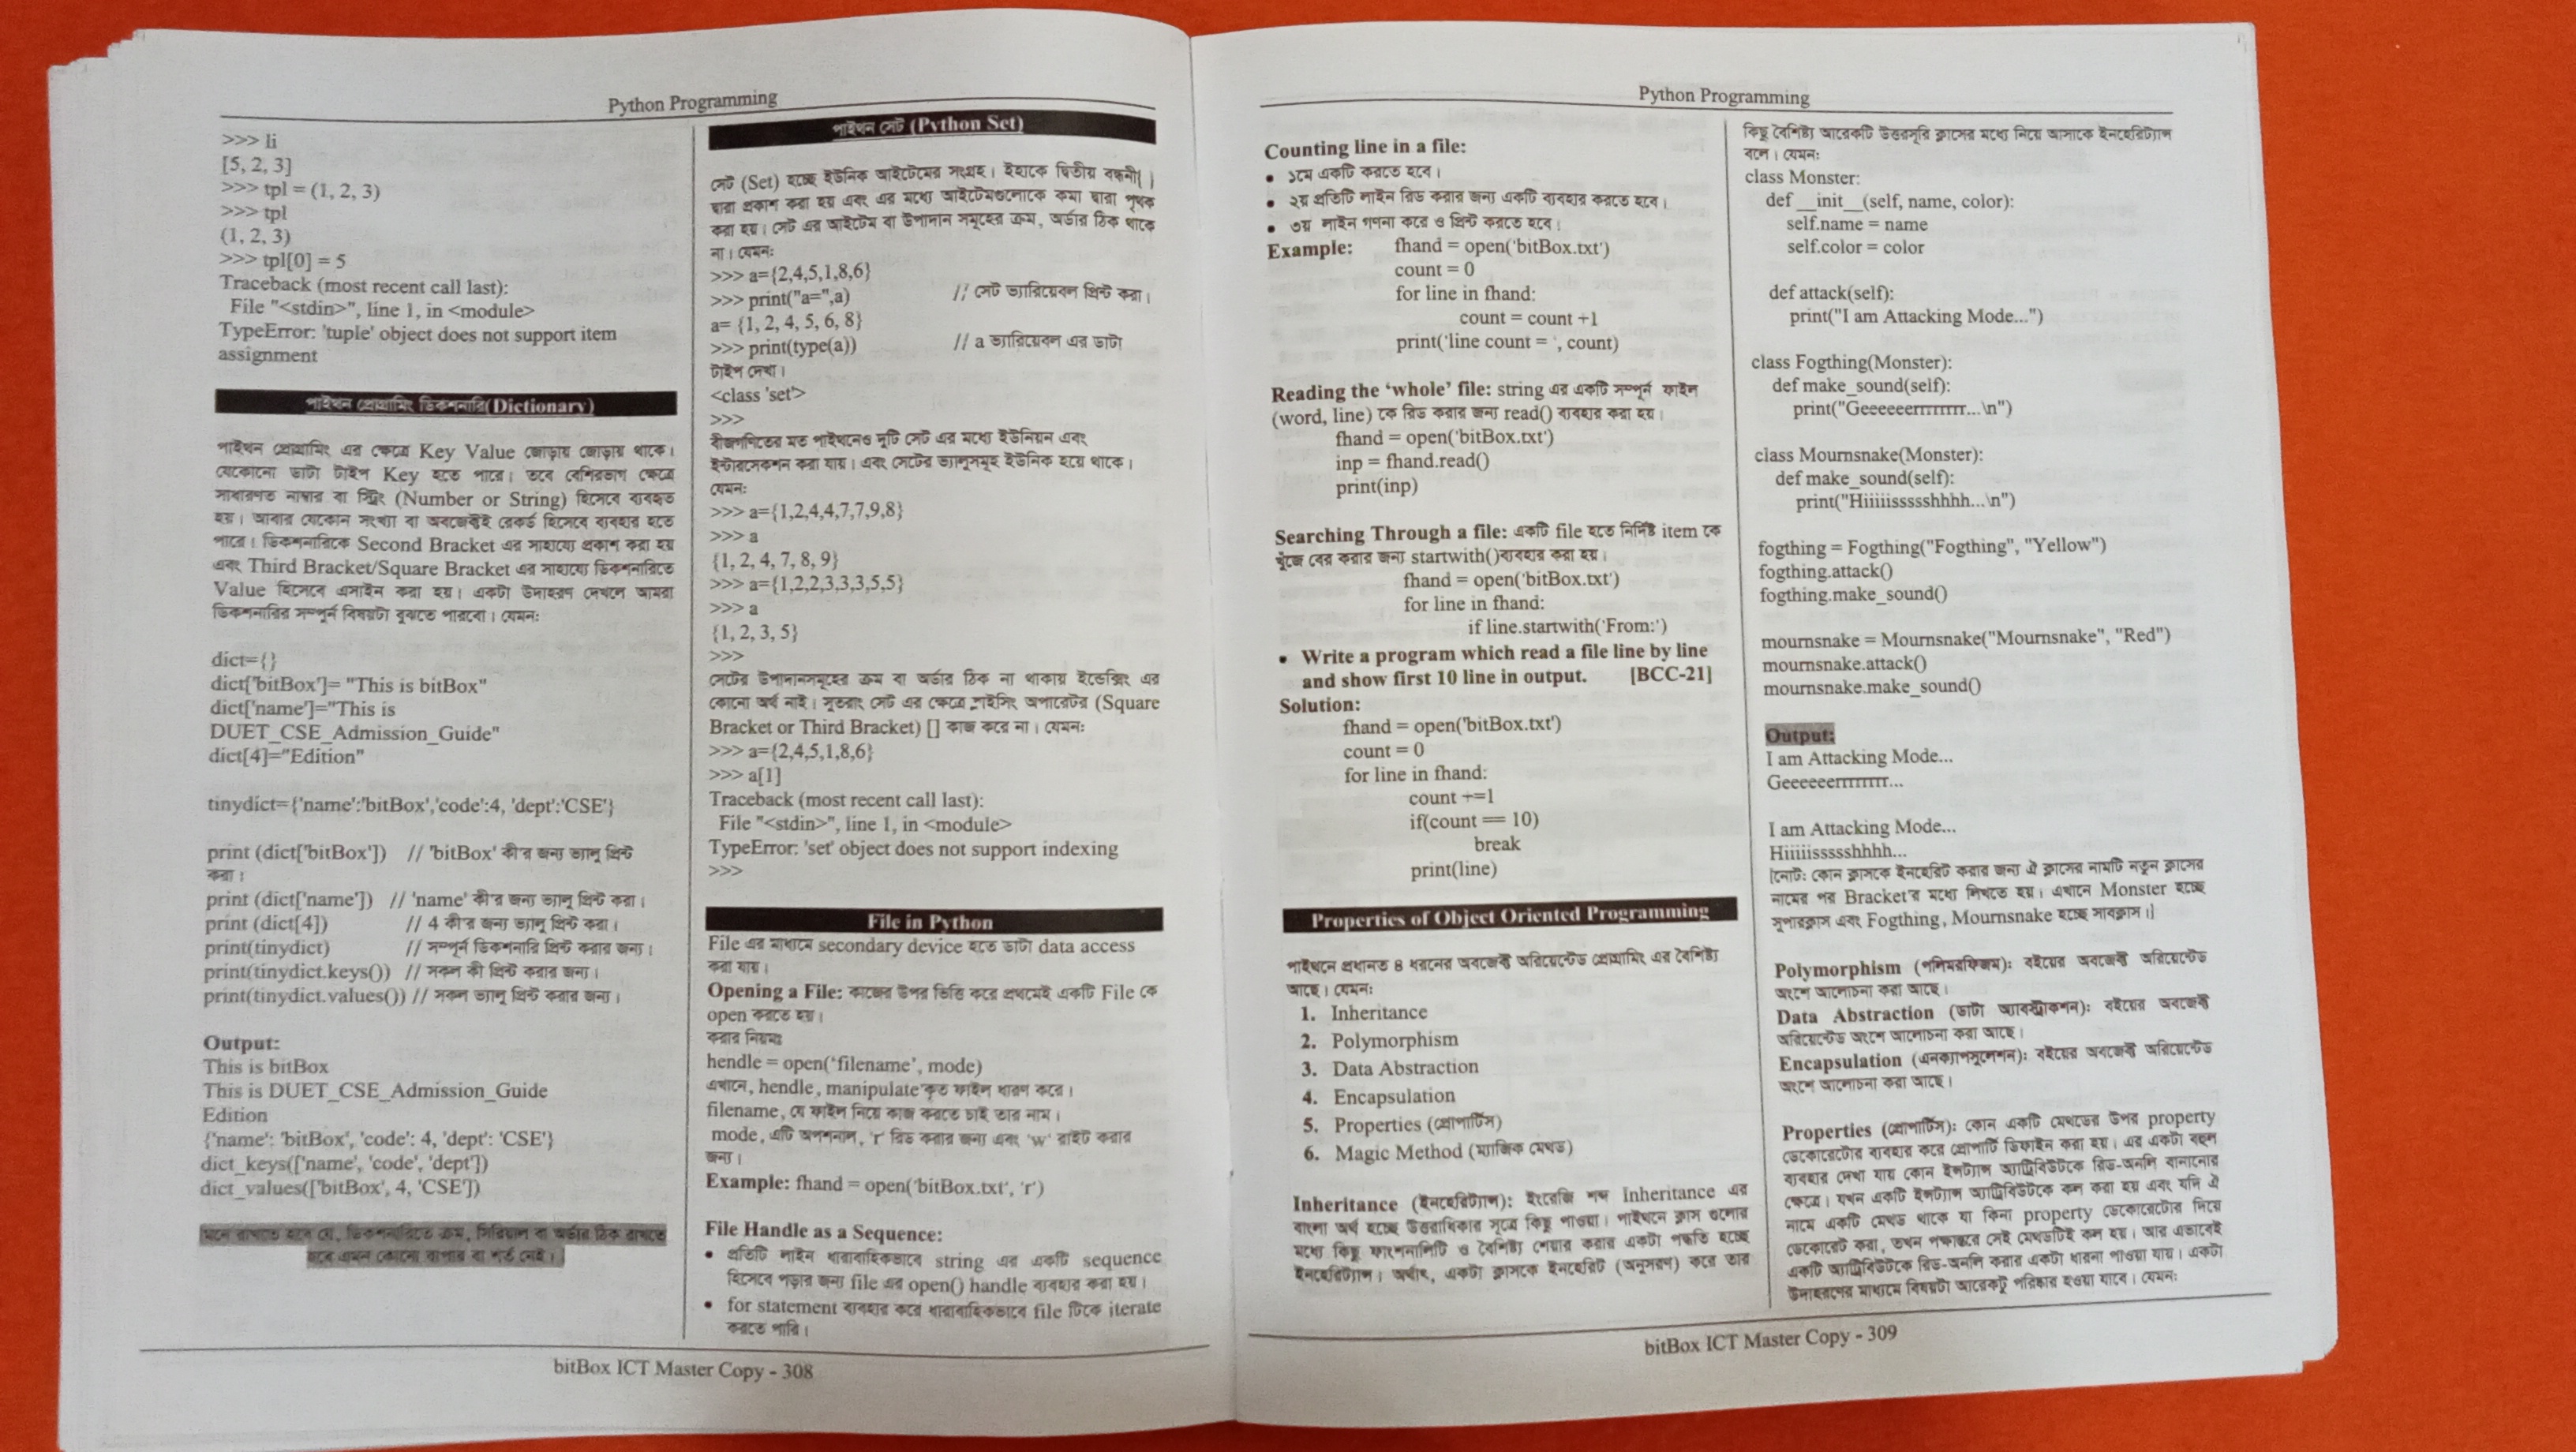 Python Programming
>>> li
[5, 2, 3]
>>> tpl = (1, 2, 3)
>>> tpl
(1, 2, 3)
>>> tpl[0] = 5
Traceback (most recent call last):
File "<stdin>", line 1, in <module>
TypeError: 'tuple' object does not support item
assignment
পাইথন প্রোগ্রামিং ডিকশনারি(Dictionary)
পাইথন প্রোগ্রামিং এর ক্ষেত্রে Key Value জোড়ায় জোড়ায় থাকে।
যেকোনো ডাটা টাইপ Key হতে পারে। তবে বেশিরভাগ ক্ষেত্রে
সাধারণত নাম্বার বা স্ট্রিং (Number or String) হিসেবে ব্যবহৃত
হয়। আবার যেকোন সংখ্যা বা অবজেক্টই রেকর্ড হিসেবে ব্যবহার হতে
পারে। ডিকশনারিকে Second Bracket এর সাহায্যে প্রকাশ করা হয়
এবং Third Bracket/Square Bracket এর সাহায্যে ডিকশনারিতে
Value হিসেবে এসাইন করা হয়। একটা উদাহরণ দেখলে আমরা
ডিকশনারির সম্পূর্ন বিষয়টা বুঝতে পারবো। যেমন:
dict={}
dict['bitBox']= "This is bitBox"
dict['name']="This is
DUET_CSE_Admission_Guide"
dict[4]="Edition"
tinydict={'name':'bitBox','code':4, 'dept':'CSE'}
print (dict['bitBox']) // 'bitBox' কী'র জন্য ভ্যালু প্রিন্ট
করা।
print (dict['name']) // 'name' কী'র জন্য ভ্যালু প্রিন্ট করা।
print (dict[4]) // 4 কী'র জন্য ভ্যালু প্রিন্ট করা।
print(tinydict) // সম্পূর্ন ডিকশনারি প্রিন্ট করার জন্য।
print(tinydict.keys()) // সকল কী প্রিন্ট করার জন্য।
print(tinydict.values()) // সকল ভ্যালু প্রিন্ট করার জন্য।
Output:
This is bitBox
This is DUET_CSE_Admission_Guide
Edition
{'name': 'bitBox', 'code': 4, 'dept': 'CSE'}
dict_keys(['name', 'code', 'dept'])
dict_values(['bitBox', 4, 'CSE'])
মনে রাখতে হবে যে, ডিকশনারিতে ক্রম, সিরিয়াল বা অর্ডার ঠিক রাখতে
হবে এমন কোনো ব্যপার বা শর্ত নেই।
পাইথন সেট (Python Set)
সেট (Set) হচ্ছে ইউনিক আইটেমের সংগ্রহ। ইহাকে দ্বিতীয় বন্ধনী{ }
দ্বারা প্রকাশ করা হয় এবং এর মধ্যে আইটেমগুলোকে কমা দ্বারা পৃথক
করা হয়। সেট এর আইটেম বা উপাদান সমূহের ক্রম, অর্ডার ঠিক থাকে
না। যেমন:
>>> a={2,4,5,1,8,6}
>>> print("a=",a) // সেট ভ্যারিয়েবল প্রিন্ট করা।
a= {1, 2, 4, 5, 6, 8}
>>> print(type(a)) // a ভ্যারিয়েবল এর ডাটা
টাইপ দেখা।
<class 'set'>
>>>
বীজগণিতের মত পাইথনেও দুটি সেট এর মধ্যে ইউনিয়ন এবং
ইন্টারসেকশন করা যায়। এবং সেটের ভ্যালুসমূহ ইউনিক হয়ে থাকে।
যেমন:
>>> a={1,2,4,4,7,7,9,8}
>>> a
{1, 2, 4, 7, 8, 9}
>>> a={1,2,2,3,3,3,5,5}
>>> a
{1, 2, 3, 5}
>>>
সেটের উপাদানসমূহের ক্রম বা অর্ডার ঠিক না থাকায় ইন্ডেক্সিং এর
কোনো অর্থ নাই। সুতরাং সেট এর ক্ষেত্রে অপারেটর (Square
Bracket or Third Bracket) [] কাজ করে না। যেমন:
>>> a={2,4,5,1,8,6}
>>> a[1]
Traceback (most recent call last):
File "<stdin>", line 1, in <module>
TypeError: 'set' object does not support indexing
>>>
File in Python
File এর মাধ্যমে secondary device হতে ডাটা data access
করা যায়।
Opening a File: কাজের উপর ভিত্তি করে প্রথমেই একটি File কে
open করতে হয়।
করার নিয়মঃ
hendle = open('filename', mode)
এখানে, hendle, manipulate কৃত ফাইল ধারণ করে।
filename, যে ফাইল নিয়ে কাজ করতে চাই তার নাম।
mode, এটি অপশনাল, 'r' রিড করার জন্য এবং 'w' রাইট করার
জন্য।
Example: fhand = open('bitBox.txt', 'r')
File Handle as a Sequence:
• প্রতিটি লাইন ধারাবাহিকভাবে string এর একটি sequence
হিসেবে পড়ার জন্য file এর open() handle ব্যবহার করা হয়।
• for statement ব্যবহার করে ধারাবাহিকভাবে file টিকে iterate
করতে পারি।
bitBox ICT Master Copy - 308
Python Programming
Counting line in a file:
• ১মে একটি করতে হবে।
• ২য় প্রতিটি লাইন রিড করার জন্য একটি ব্যবহার করতে হবে।
• ৩য় লাইন গণনা করে ও প্রিন্ট করতে হবে।
Example: fhand = open('bitBox.txt')
count = 0
for line in fhand:
count = count +1
print('line count = ', count)
Reading the ‘whole’ file: string এর একটি সম্পূর্ন ফাইল
(word, line) কে রিড করার জন্য read() ব্যবহার করা হয়।
fhand = open('bitBox.txt')
inp = fhand.read()
print(inp)
Searching Through a file: একটি file হতে নির্দিষ্ট item কে
খুঁজে বের করার জন্য startwith()ব্যবহার করা হয়।
fhand = open('bitBox.txt')
for line in fhand:
if line.startwith('From:')
• Write a program which read a file line by line
and show first 10 line in output. [BCC-21]
Solution:
fhand = open('bitBox.txt')
count = 0
for line in fhand:
count +=1
if(count == 10)
break
print(line)
Properties of Object Oriented Programming
পাইথনে প্রধানত ৪ ধরনের অবজেক্ট অরিয়েন্টেড প্রোগ্রামিং এর বৈশিষ্ট্য
আছে। যেমন:
1. Inheritance
2. Polymorphism
3. Data Abstraction
4. Encapsulation
5. Properties (প্রোপার্টিস)
6. Magic Method (ম্যাজিক মেথড)
Inheritance (ইনহেরিট্যান্স): ইংরেজি শব্দ Inheritance এর
বাংলা অর্থ হচ্ছে উত্তরাধিকার সূত্রে কিছু পাওয়া। পাইথনে ক্লাস গুলোর
মধ্যে কিছু ফাংশনালিটি ও বৈশিষ্ট্য শেয়ার করার একটা পদ্ধতি হচ্ছে
ইনহেরিট্যান্স। অর্থাৎ, একটা ক্লাসকে ইনহেরিট (অনুসরণ) করে তার
কিছু বৈশিষ্ট্য আরেকটি উত্তরসূরি ক্লাসের মধ্যে নিয়ে আসাকে ইনহেরিট্যান্স
বলে। যেমন:
class Monster:
def __init__(self, name, color):
self.name = name
self.color = color
def attack(self):
print("I am Attacking Mode...")
class Fogthing(Monster):
def make_sound(self):
print("Geeeeeerrrrrrrr...\n")
class Mournsnake(Monster):
def make_sound(self):
print("Hiiiiissssshhhh...\n")
fogthing = Fogthing("Fogthing", "Yellow")
fogthing.attack()
fogthing.make_sound()
mournsnake = Mournsnake("Mournsnake", "Red")
mournsnake.attack()
mournsnake.make_sound()
Output:
I am Attacking Mode...
Geeeeeerrrrrrrr...
I am Attacking Mode...
Hiiiiissssshhhh...
[নোট: কোন ক্লাসকে ইনহেরিট করার জন্য ঐ ক্লাসের নামটি নতুন ক্লাসের
নামের পর Bracket'র মধ্যে লিখতে হয়। এখানে Monster হচ্ছে
সুপারক্লাস এবং Fogthing, Mournsnake হচ্ছে সাবক্লাস।]
Polymorphism (পলিমরফিজম): বইয়ের অবজেক্ট অরিয়েন্টেড
অংশে আলোচনা করা আছে।
Data Abstraction (ডাটা অ্যাবস্ট্রাকশন): বইয়ের অবজেক্ট
অরিয়েন্টেড অংশে আলোচনা করা আছে।
Encapsulation (এনক্যাপসুলেশন): বইয়ের অবজেক্ট অরিয়েন্টেড
অংশে আলোচনা করা আছে।
Properties (প্রোপার্টিস): কোন একটি মেথডের উপর property
ডেকোরেটোর ব্যবহার করে প্রোপার্টি ডিফাইন করা হয়। এর একটা বহুল
ব্যবহার দেখা যায় কোন ইন্সট্যান্স অ্যাট্রিবিউটকে রিড-অনলি বানানোর
ক্ষেত্রে। যখন একটি ইন্সট্যান্স অ্যাট্রিবিউটকে কল করা হয় এবং যদি ঐ
নামে একটি মেথড থাকে যা কিনা property ডেকোরেটোর দিয়ে
ডেকোরেট করা, তখন পক্ষান্তরে সেই মেথডটিই কল হয়। আর এভাবেই
একটি অ্যাট্রিবিউটকে রিড-অনলি করার একটা ধারনা পাওয়া যায়। একটা
উদাহরণের মাধ্যমে বিষয়টা আরেকটু পরিষ্কার হওয়া যাবে। যেমন:
bitBox ICT Master Copy - 309